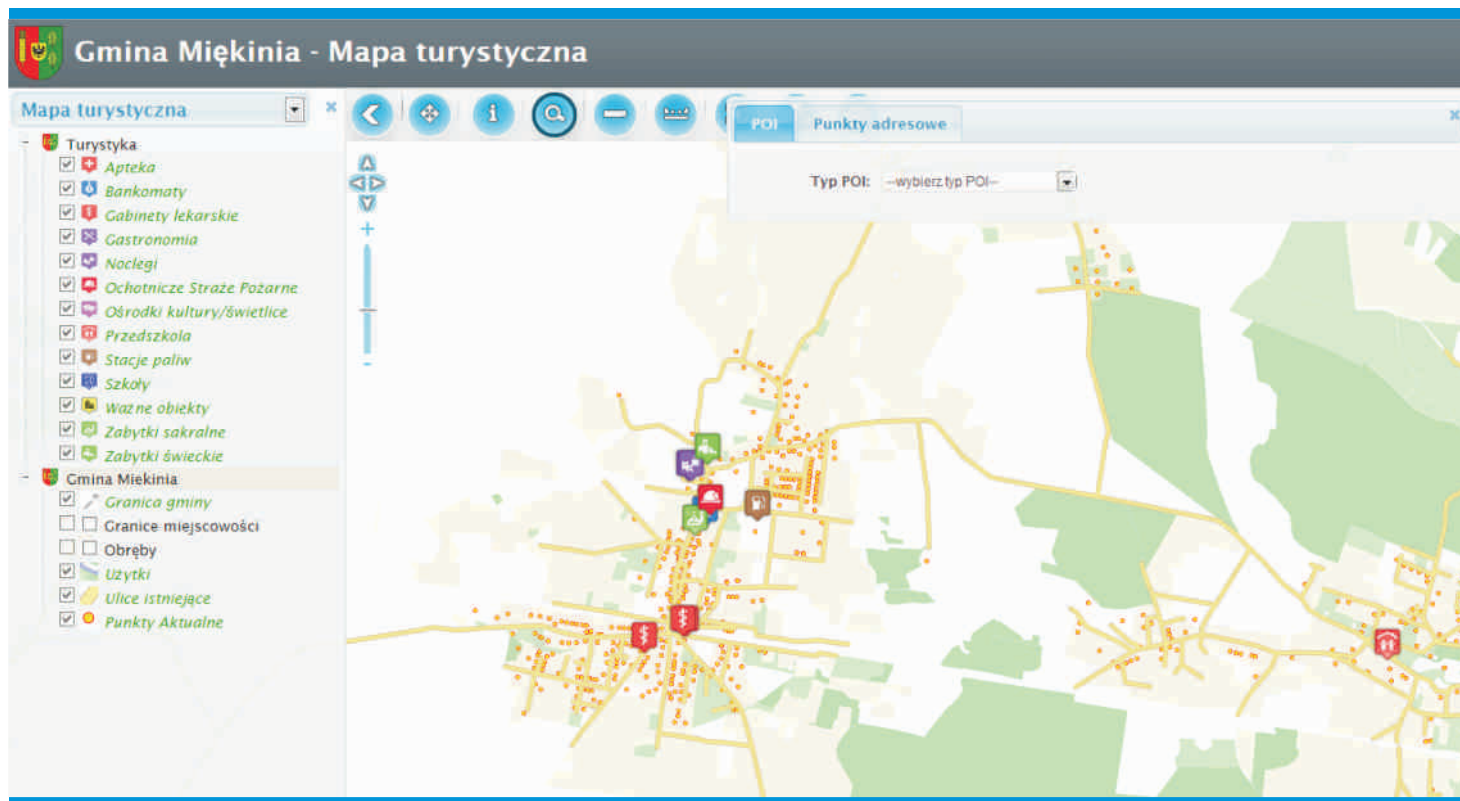 Gmina Miękinia - Mapa turystyczna
Mapa turystyczna
Turystyka
Apteka
Bankomaty
Gabinety lekarskie
Gastronomia
Noclegi
Ochotnicze Straże Pożarne
Ośrodki kultury/świetlice
Przedszkola
Stacje paliw
Szkoły
Wazne obiekty
Zabytki sakralne
Zabytki świeckie
Gmina Miekinia
Granica gminy
Granice miejscowości
Obręby
Użytki
Ulice istniejące
Punkty Aktualne
POI
Punkty adresowe
Typ POI: --wybierz typ POI--